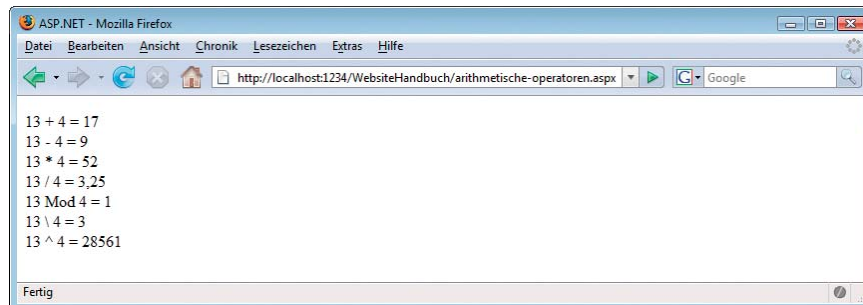 ASP.NET - Mozilla Firefox
Datei Bearbeiten Ansicht Chronik Lesezeichen Extras Hilfe
http://localhost:1234/WebsiteHandbuch/arithmetische-operatoren.aspx G Google
13 + 4 = 17
13 - 4 = 9
13 * 4 = 52
13 / 4 = 3,25
13 Mod 4 = 1
13 \ 4 = 3
13 ^ 4 = 28561
Fertig